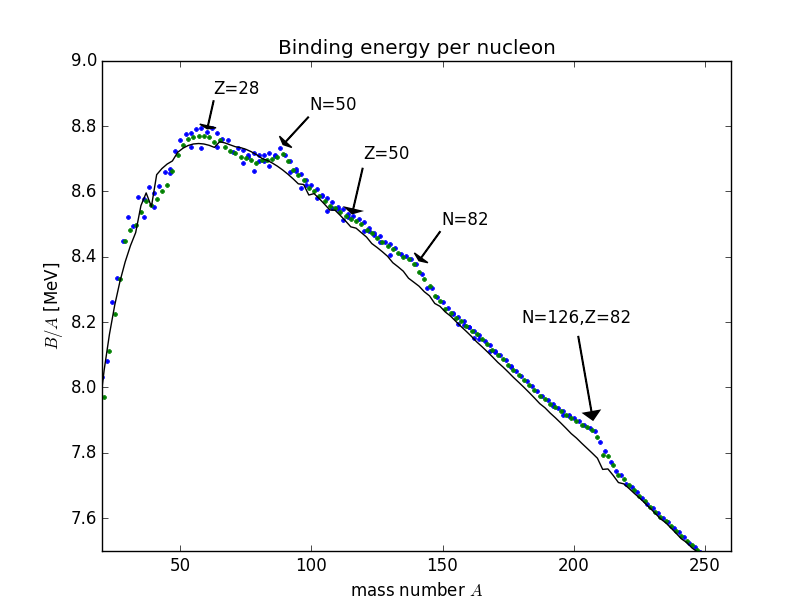 Binding energy per nucleon
9.0
8.8
8.6
8.4
8.2
8.0
7.8
7.6
B/A [MeV]
Z=28
N=50
Z=50
N=82
N=126,Z=82
50
100
150
200
250
mass number A